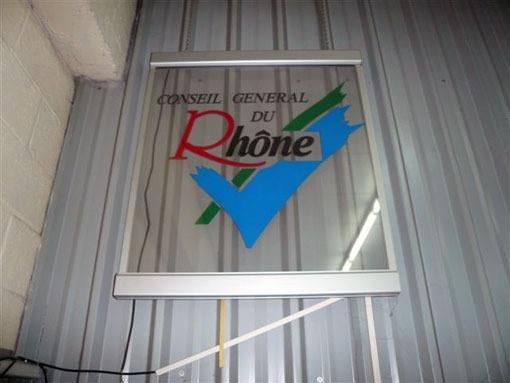 CONSEIL GENERAL
DU
Rhône